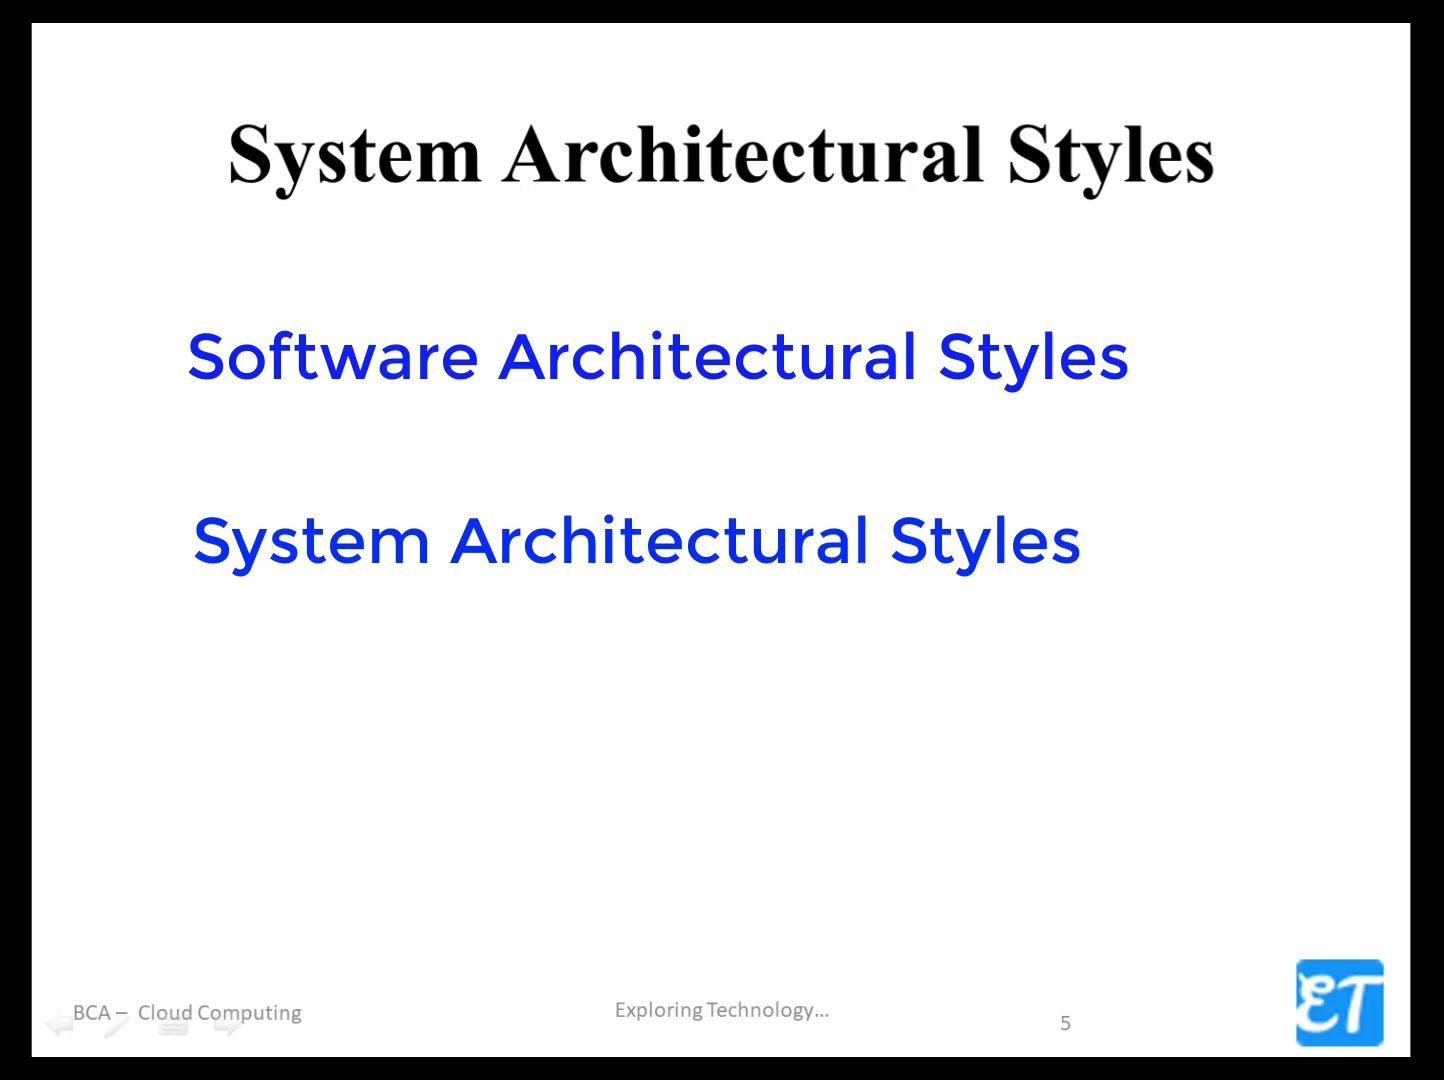 System Architectural Styles
Software Architectural Styles
System Architectural Styles
BCA – Cloud Computing
Exploring Technology...
5
ET